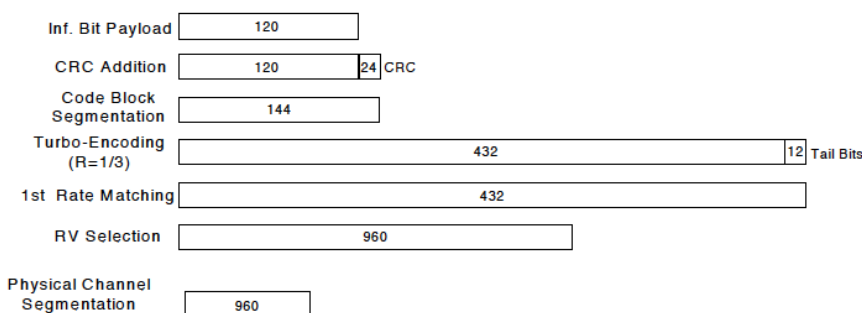 Inf. Bit Payload 120
CRC Addition 120 24 CRC
Code Block
Segmentation 144
Turbo-Encoding
(R=1/3) 432 12 Tail Bits
1st Rate Matching 432
RV Selection 960
Physical Channel
Segmentation 960